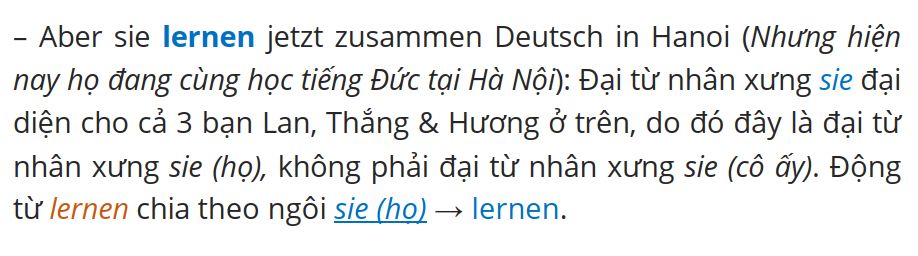 – Aber sie lernen jetzt zusammen Deutsch in Hanoi (Nhưng hiện
nay họ đang cùng học tiếng Đức tại Hà Nội): Đại từ nhân xưng sie đại
diện cho cả 3 bạn Lan, Thắng & Hương ở trên, do đó đây là đại từ
nhân xưng sie (họ), không phải đại từ nhân xưng sie (cô ấy). Động
từ lernen chia theo ngôi sie (họ) → lernen.